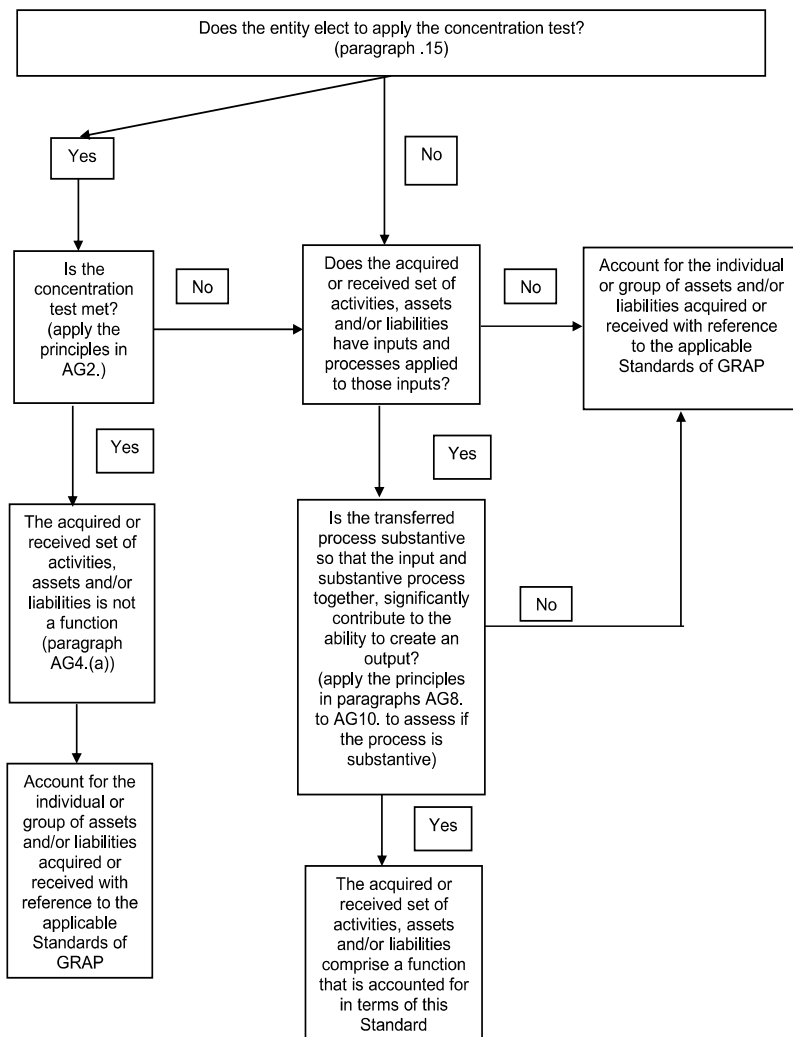 Does the entity elect to apply the concentration test?
(paragraph .15)
Yes
No
Is the
concentration
test met?
(apply the
principles in
AG2.)
No
Does the acquired
or received set of
activities, assets
and/or liabilities
have inputs and
processes applied
to those inputs?
No
Account for the individual
or group of assets and/or
liabilities acquired or
received with reference
to the applicable
Standards of GRAP
Yes
Yes
The acquired or
received set of
activities,
assets and/or
liabilities is not
a function
(paragraph
AG4.(a))
Is the transferred
process substantive
so that the input and
substantive process
together, significantly
contribute to the
ability to create an
output?
(apply the principles
in paragraphs AG8.
to AG10. to assess if
the process is
substantive)
No
Account for the
individual or
group of assets
and/or liabilities
acquired or
received with
reference to the
applicable
Standards of
GRAP
Yes
The acquired or
received set of
activities, assets
and/or liabilities
comprise a function
that is accounted for
in terms of this
Standard